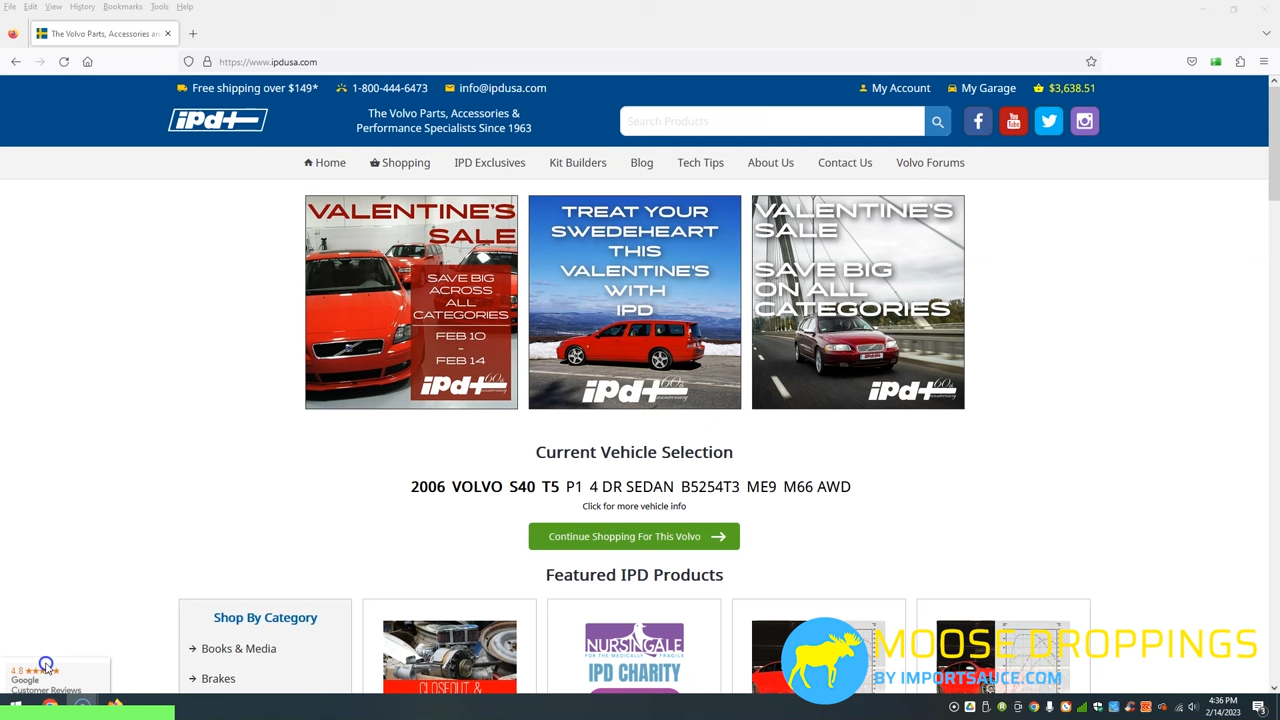 File Edit View History Bookmarks Tools Help
The Volvo Parts, Accessories an
https://www.ipdusa.com
Free shipping over $149* 1-800-444-6473 info@ipdusa.com My Account My Garage $3,638.51
ipd
The Volvo Parts, Accessories &
Performance Specialists Since 1963
Search Products
Home Shopping IPD Exclusives Kit Builders Blog Tech Tips About Us Contact Us Volvo Forums
VALENTINE'S
SALE
SAVE BIG
ACROSS
ALL
CATEGORIES
FEB 10
-
FEB 14
ipd 60th anniversary
TREAT YOUR
SWEDEHEART
THIS
VALENTINE'S
WITH
IPD
ipd 60th anniversary
VALENTINE'S
SALE
SAVE BIG
ON ALL
CATEGORIES
ipd 60th anniversary
Current Vehicle Selection
2006 VOLVO S40 T5 P1 4 DR SEDAN B5254T3 ME9 M66 AWD
Click for more vehicle info
Continue Shopping For This Volvo
Featured IPD Products
Shop By Category
Books & Media
Brakes
CLOSEOUT &
NURSINGALE
FOR THE MEDICALLY FRAGILE
IPD CHARITY
MOOSE DROPPINGS
BY IMPORTSAUCE.COM
4.8
Google
Customer Reviews
4:36 PM
2/14/2023